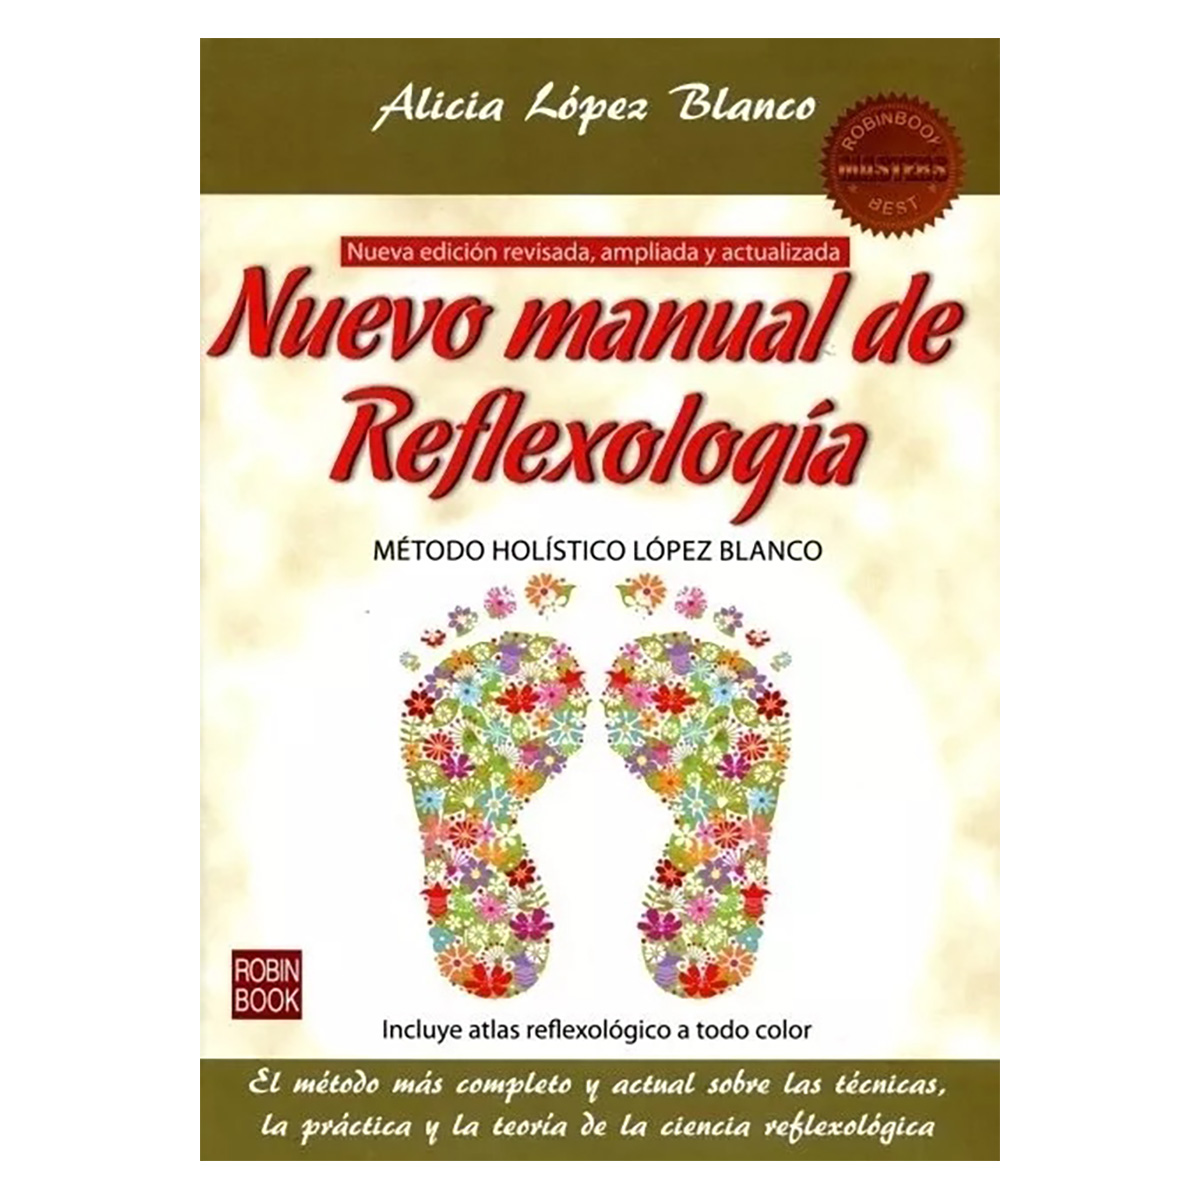 Alicia López Blanco
ROBINBOOK
MASTERS
BEST
Nueva edición revisada, ampliada y actualizada
Nuevo manual de
Reflexología
MÉTODO HOLÍSTICO LÓPEZ BLANCO
ROBIN
BOOK
Incluye atlas reflexológico a todo color
El método más completo y actual sobre las técnicas,
la práctica y la teoría de la ciencia reflexológica